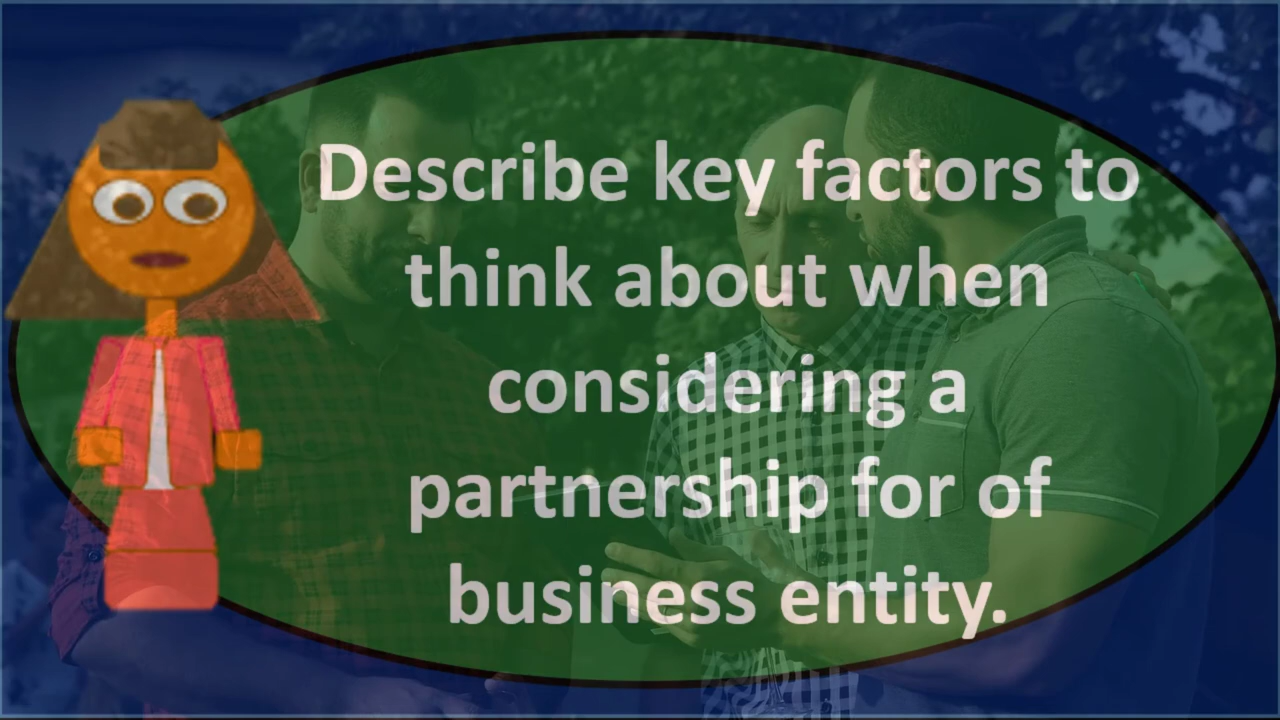 Describe key factors to
think about when
considering a
partnership for of
business entity.